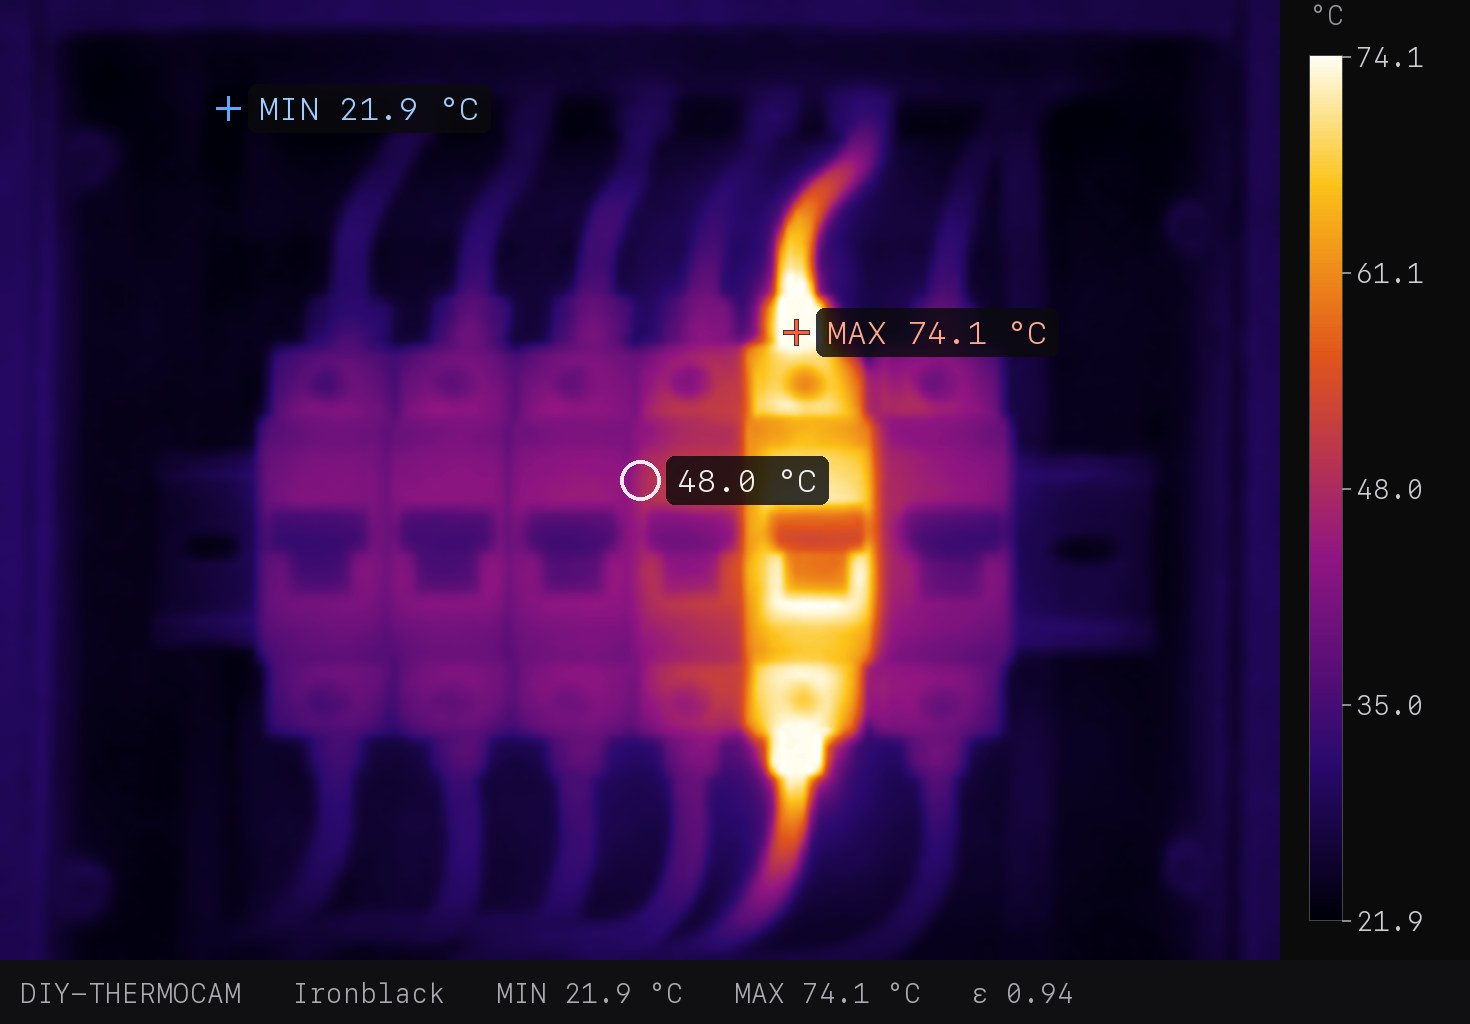 °C
74.1
MIN 21.9 °C
61.1
MAX 74.1 °C
48.0 °C
48.0
35.0
21.9
DIY–THERMOCAM Ironblack MIN 21.9 °C MAX 74.1 °C ε 0.94